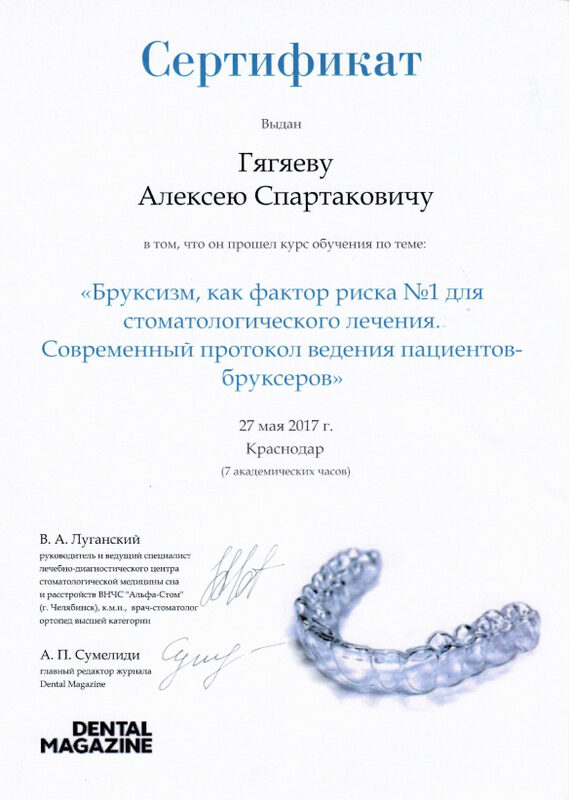 Сертификат
Выдан
Гягяеву
Алексею Спартаковичу
в том, что он прошел курс обучения по теме:
«Бруксизм, как фактор риска №1 для
стоматологического лечения.
Современный протокол ведения пациентов-
бруксеров»
27 мая 2017 г.
Краснодар
(7 академических часов)
В. А. Луганский
руководитель и ведущий специалист
лечебно-диагностического центра
стоматологической медицины сна
и расстройств ВНЧС "Альфа-Стом"
(г. Челябинск), к.м.н., врач-стоматолог
ортопед высшей категории
А. П. Сумелиди
главный редактор журнала
Dental Magazine
DENTAL
MAGAZINE